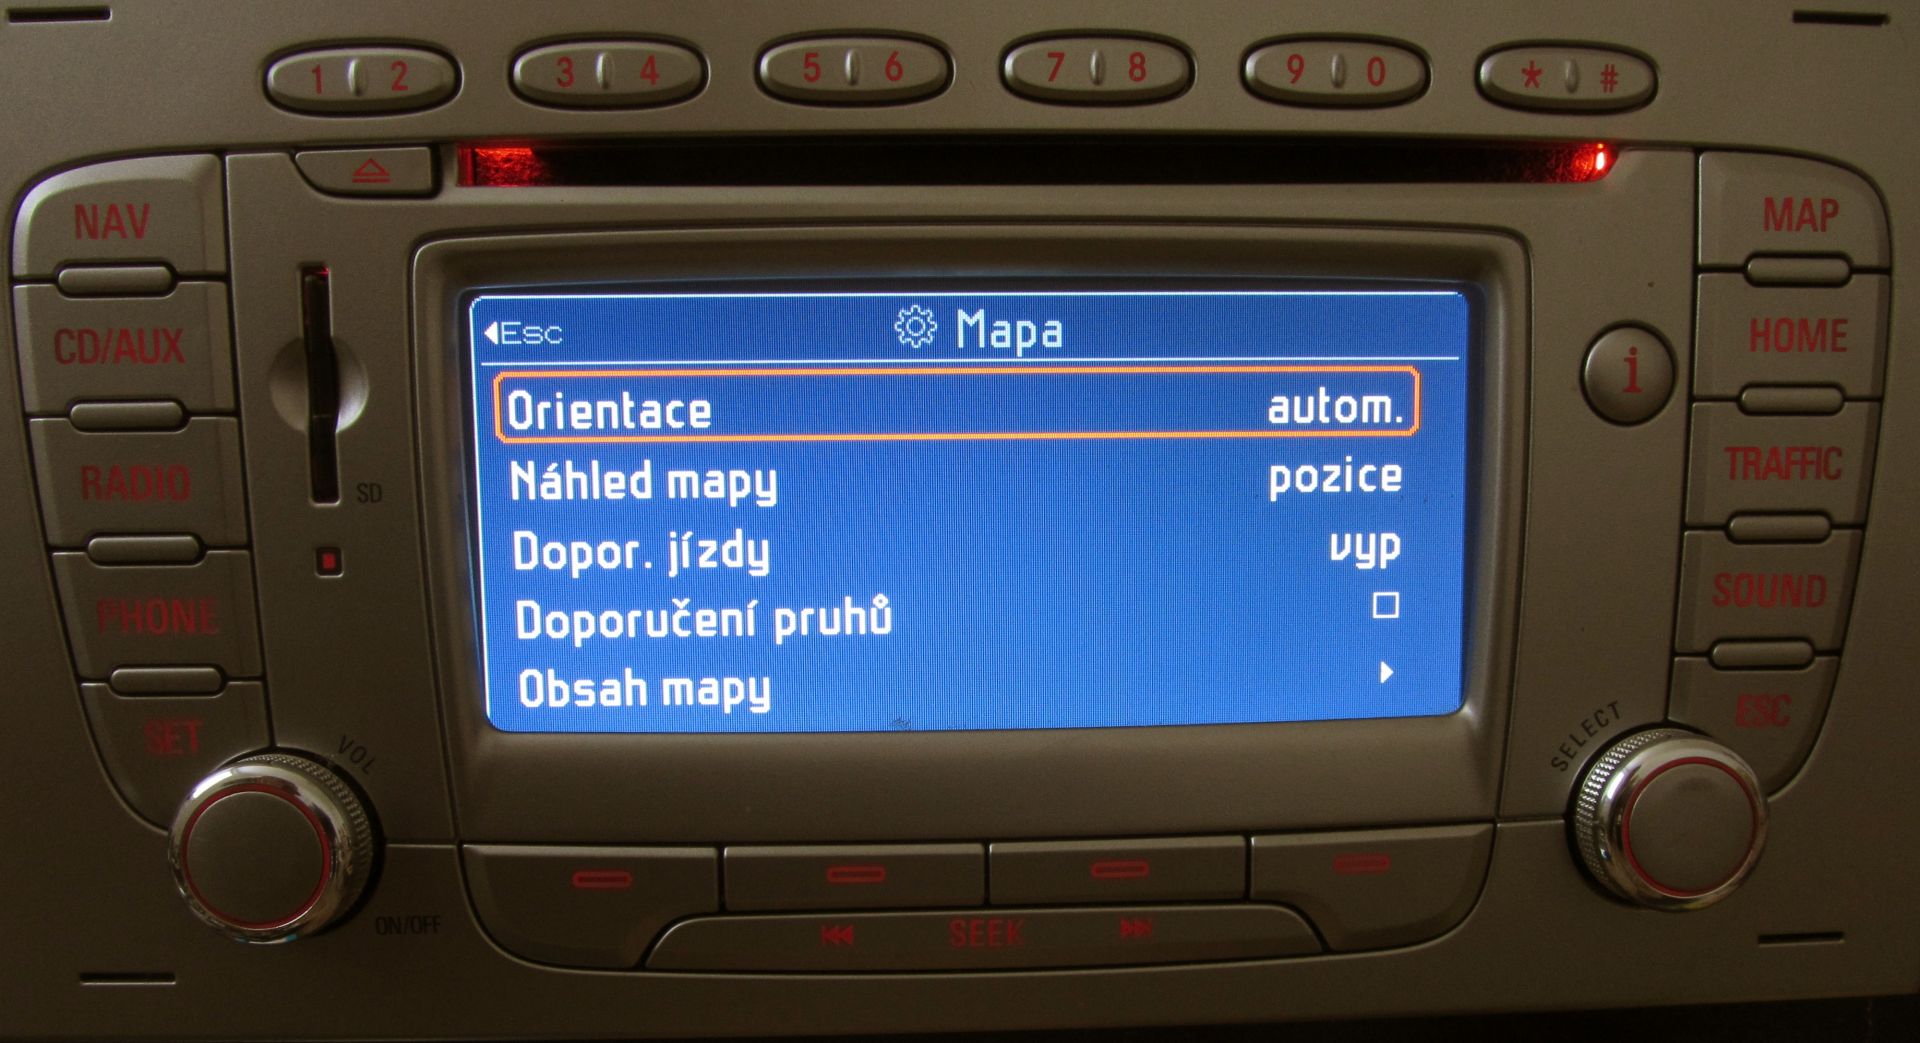 1 2 3 4 5 6 7 8 9 0 * #
NAV
CD/AUX
RADIO
PHONE
SET
SD
VOL
ON/OFF
◀Esc Mapa
Orientace autom.
Náhled mapy pozice
Dopor. jízdy vyp
Doporučení pruhů
Obsah mapy
SEEK
i
MAP
HOME
TRAFFIC
SOUND
ESC
SELECT